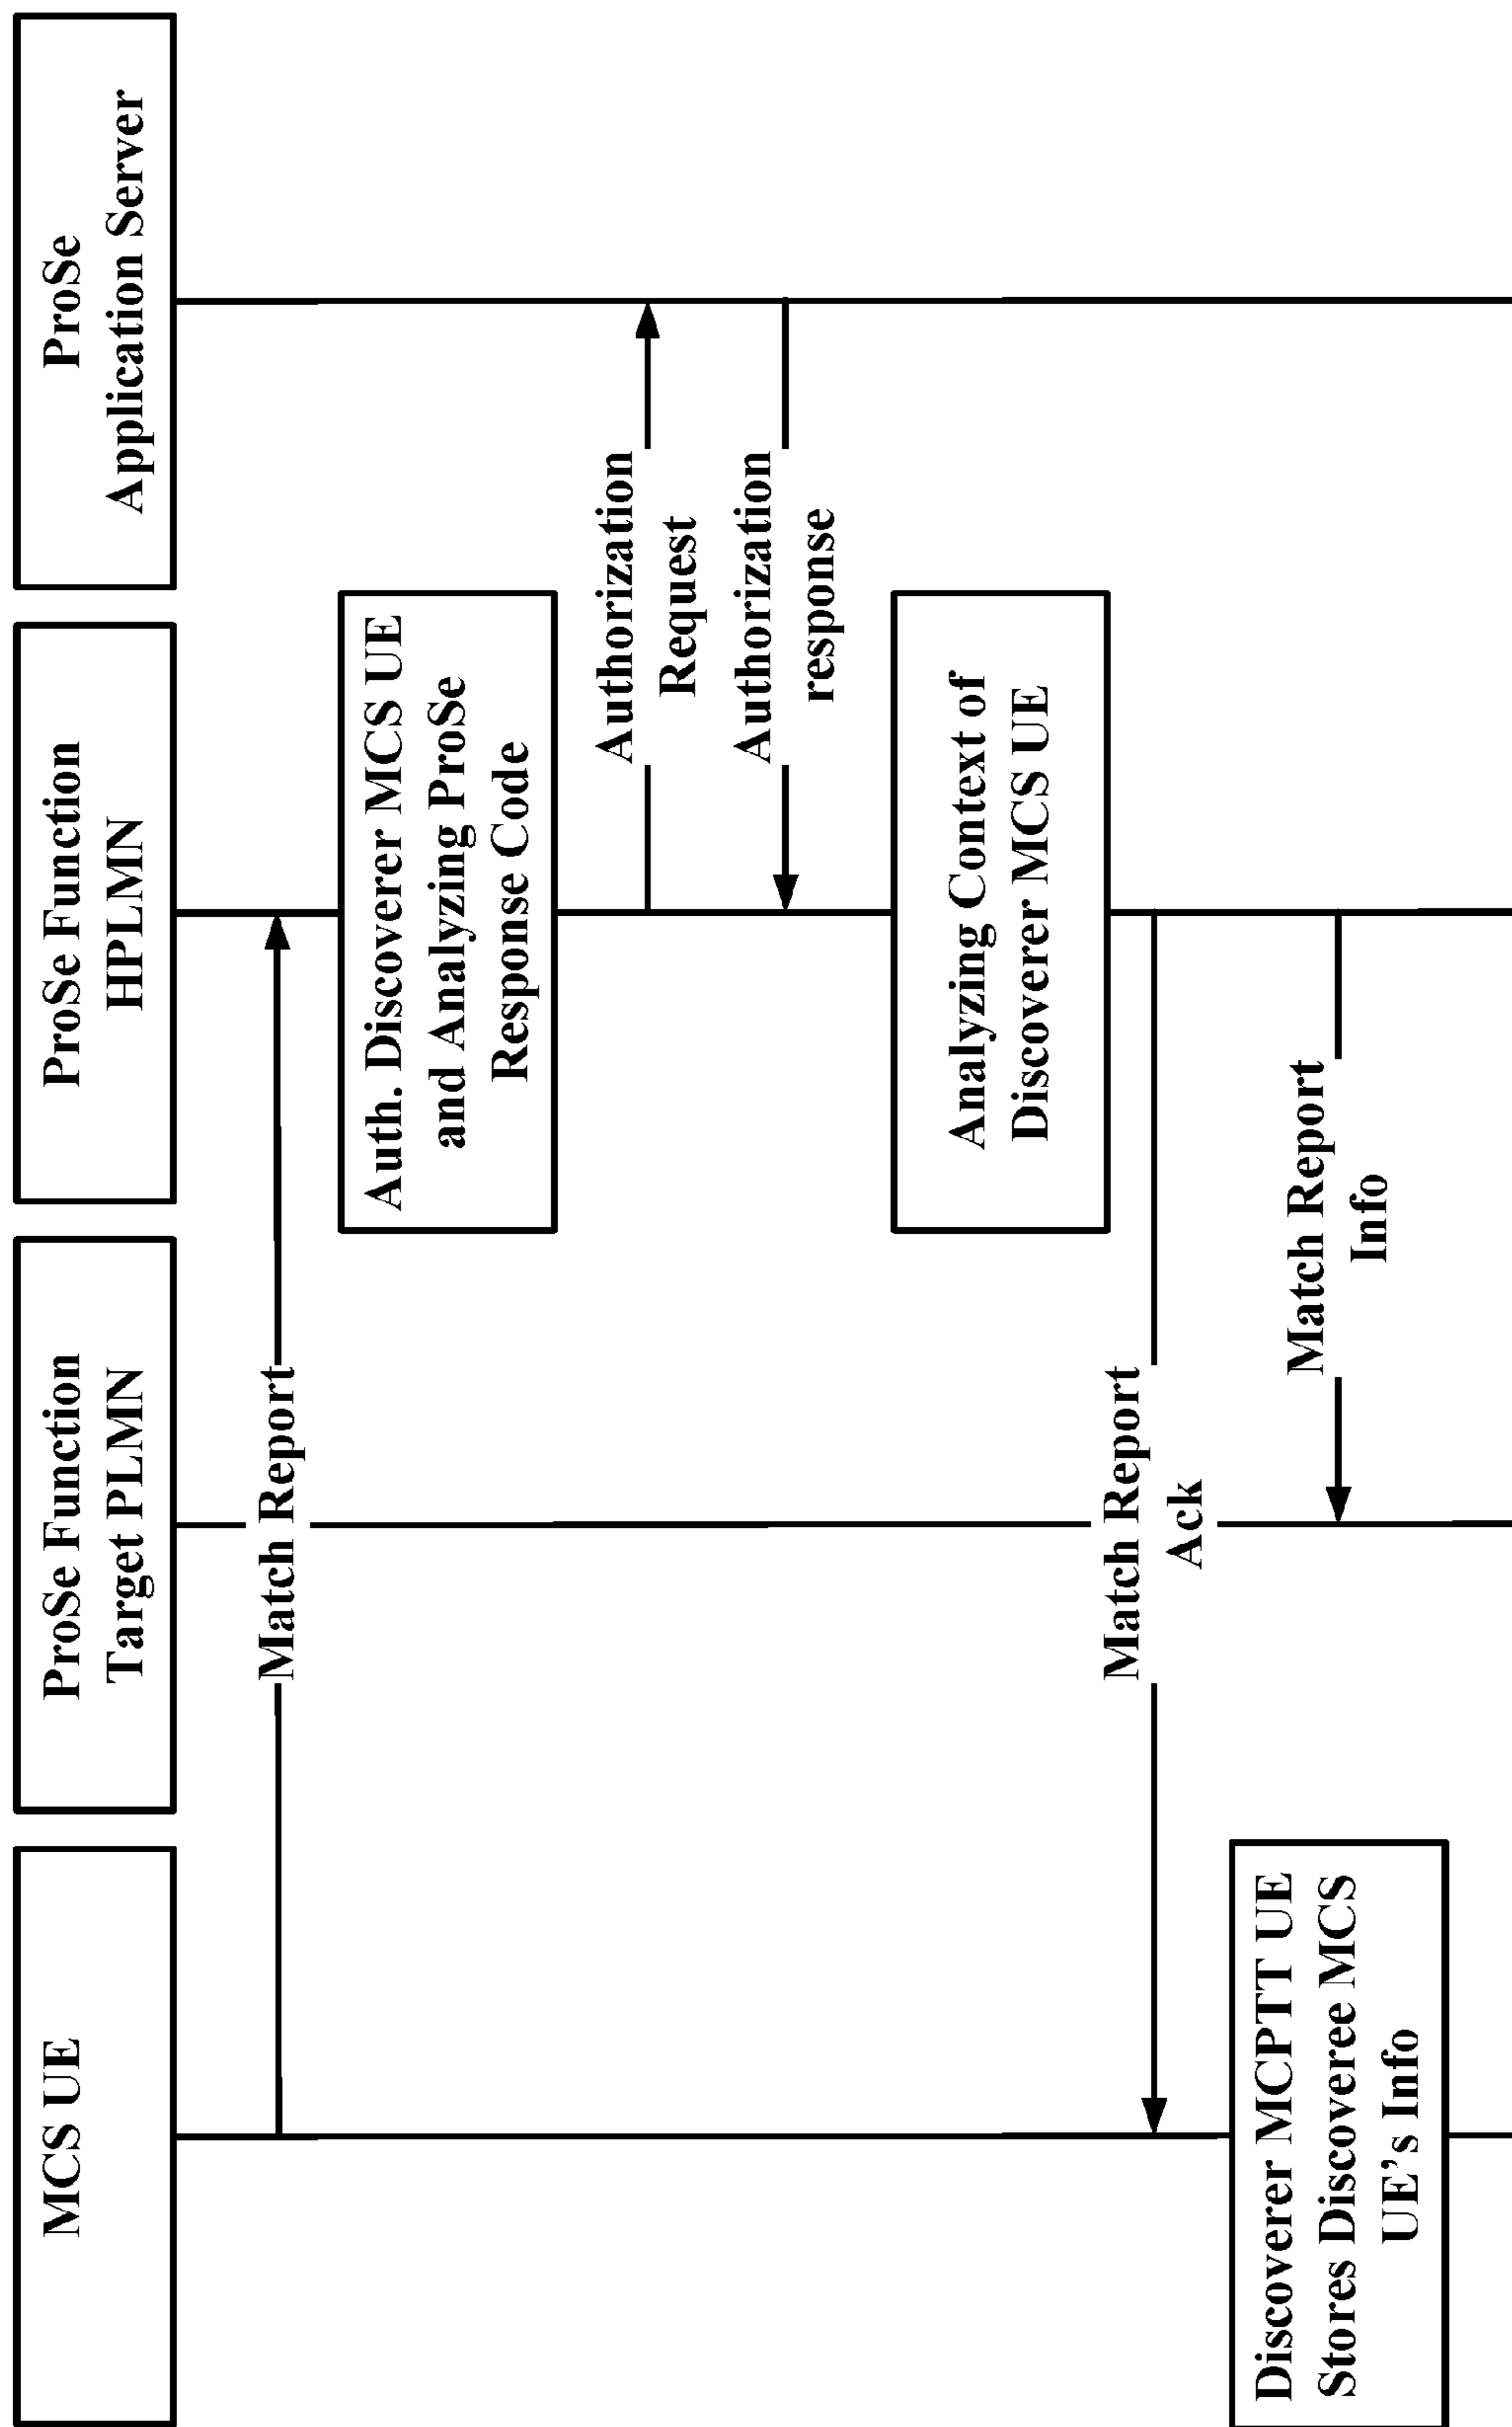 MCS UE
ProSe Function
Target PLMN
ProSe Function
HPLMN
ProSe
Application Server
Match Report
Auth. Discoverer MCS UE
and Analyzing ProSe
Response Code
Authorization
Request
Authorization
response
Analyzing Context of
Discoverer MCS UE
Match Report
Ack
Discoverer MCPTT UE
Stores Discoveree MCS
UE's Info
Match Report
Info